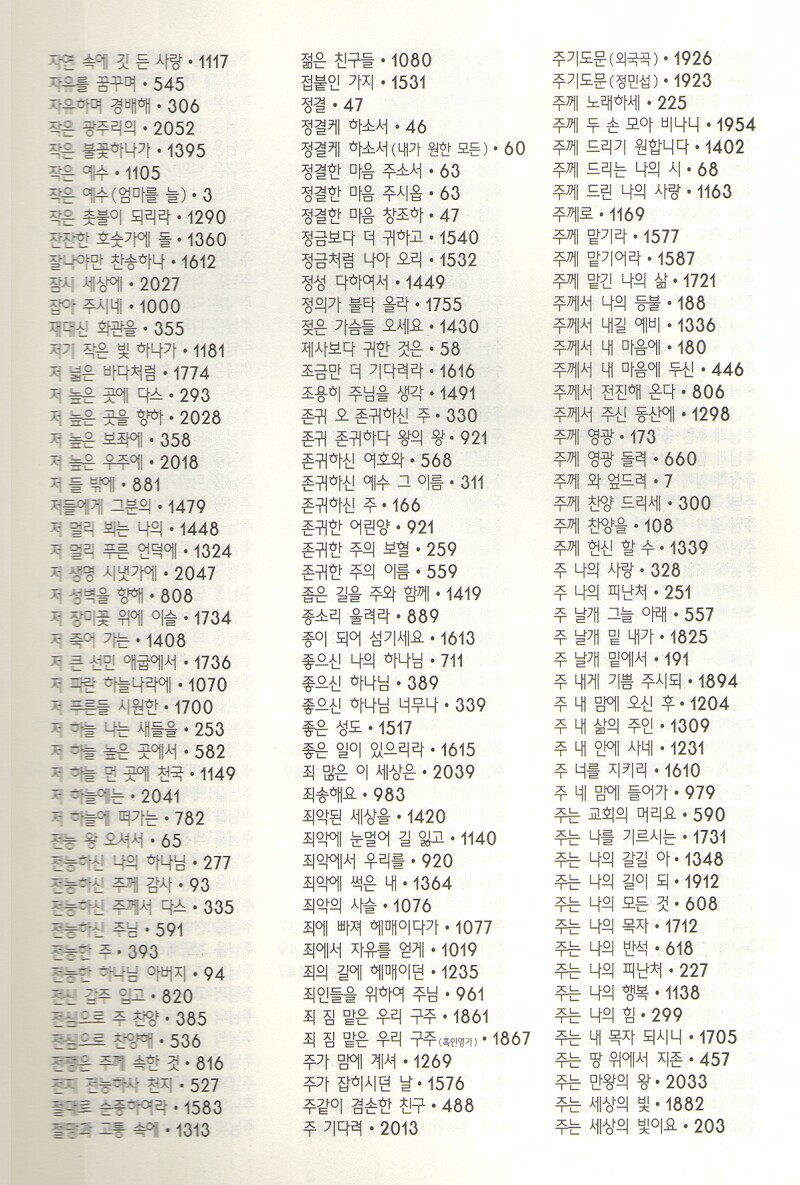 자연 속에 깃 든 사랑 • 1117
자유를 꿈꾸며 • 545
자유하며 경배해 • 306
작은 광주리의 • 2052
작은 불꽃하나가 • 1395
작은 예수 • 1105
작은 예수(엄마를 늘) • 3
작은 촛불이 되리라 • 1290
잔잔한 호숫가에 돌 • 1360
잘나야만 찬송하나 • 1612
잠시 세상에 • 2027
잡아 주시네 • 1000
재대신 화관을 • 355
저기 작은 빛 하나가 • 1181
저 넓은 바다처럼 • 1774
저 높은 곳에 다스 • 293
저 높은 곳을 향하 • 2028
저 높은 보좌에 • 358
저 높은 우주에 • 2018
저 들 밖에 • 881
저들에게 그분의 • 1479
저 멀리 뵈는 나의 • 1448
저 멀리 푸른 언덕에 • 1324
저 생명 시냇가에 • 2047
저 성벽을 향해 • 808
저 장미꽃 위에 이슬 • 1734
저 죽어 가는 • 1408
저 큰 선민 애굽에서 • 1736
저 파란 하늘나라에 • 1070
저 푸른들 시원한 • 1700
저 하늘 나는 새들을 • 253
저 하늘 높은 곳에서 • 582
저 하늘 먼 곳에 천국 • 1149
저 하늘에는 • 2041
저 하늘에 떠가는 • 782
전능 왕 오셔서 • 65
전능하신 나의 하나님 • 277
전능하신 주께 감사 • 93
전능하신 주께서 다스 • 335
전능하신 주님 • 591
전능한 주 • 393
전능한 하나님 아버지 • 94
전신 갑주 입고 • 820
전심으로 주 찬양 • 385
전심으로 찬양해 • 536
전쟁은 주께 속한 것 • 816
전지 전능하사 천지 • 527
절대로 순종하여라 • 1583
절망과 고통 속에 • 1313
젊은 친구들 • 1080
접붙인 가지 • 1531
정결 • 47
정결케 하소서 • 46
정결케 하소서(내가 원한 모든) • 60
정결한 마음 주소서 • 63
정결한 마음 주시옵 • 63
정결한 마음 창조하 • 47
정금보다 더 귀하고 • 1540
정금처럼 나아 오리 • 1532
정성 다하여서 • 1449
정의가 불타 올라 • 1755
젖은 가슴들 오세요 • 1430
제사보다 귀한 것은 • 58
조금만 더 기다려라 • 1616
조용히 주님을 생각 • 1491
존귀 오 존귀하신 주 • 330
존귀 존귀하다 왕의 왕 • 921
존귀하신 여호와 • 568
존귀하신 예수 그 이름 • 311
존귀하신 주 • 166
존귀한 어린양 • 921
존귀한 주의 보혈 • 259
존귀한 주의 이름 • 559
좁은 길을 주와 함께 • 1419
종소리 울려라 • 889
종이 되어 섬기세요 • 1613
좋으신 나의 하나님 • 711
좋으신 하나님 • 389
좋으신 하나님 너무나 • 339
좋은 성도 • 1517
좋은 일이 있으리라 • 1615
죄 많은 이 세상은 • 2039
죄송해요 • 983
죄악된 세상을 • 1420
죄악에 눈멀어 길 잃고 • 1140
죄악에서 우리를 • 920
죄악에 썩은 내 • 1364
죄악의 사슬 • 1076
죄에 빠져 헤매이다가 • 1077
죄에서 자유를 얻게 • 1019
죄의 길에 헤매이던 • 1235
죄인들을 위하여 주님 • 961
죄 짐 맡은 우리 구주 • 1861
죄 짐 맡은 우리 구주(흑인영가) • 1867
주가 맘에 계셔 • 1269
주가 잡히시던 날 • 1576
주같이 겸손한 친구 • 488
주 기다려 • 2013
주기도문(외국곡) • 1926
주기도문(정민섭) • 1923
주께 노래하세 • 225
주께 두 손 모아 비나니 • 1954
주께 드리기 원합니다 • 1402
주께 드리는 나의 시 • 68
주께 드린 나의 사랑 • 1163
주께로 • 1169
주께 맡기라 • 1577
주께 맡기어라 • 1587
주께 맡긴 나의 삶 • 1721
주께서 나의 등불 • 188
주께서 내길 예비 • 1336
주께서 내 마음에 • 180
주께서 내 마음에 두신 • 446
주께서 전진해 온다 • 806
주께서 주신 동산에 • 1298
주께 영광 • 173
주께 영광 돌력 • 660
주께 와 엎드려 • 7
주께 찬양 드리세 • 300
주께 찬양을 • 108
주께 헌신 할 수 • 1339
주 나의 사랑 • 328
주 나의 피난처 • 251
주 날개 그늘 아래 • 557
주 날개 밑 내가 • 1825
주 날개 밑에서 • 191
주 내게 기쁨 주시되 • 1894
주 내 맘에 오신 후 • 1204
주 내 삶의 주인 • 1309
주 내 안에 사네 • 1231
주 너를 지키리 • 1610
주 네 맘에 들어가 • 979
주는 교회의 머리요 • 590
주는 나를 기르시는 • 1731
주는 나의 갈길 아 • 1348
주는 나의 길이 되 • 1912
주는 나의 모든 것 • 608
주는 나의 목자 • 1712
주는 나의 반석 • 618
주는 나의 피난처 • 227
주는 나의 행복 • 1138
주는 나의 힘 • 299
주는 내 목자 되시니 • 1705
주는 땅 위에서 지존 • 457
주는 만왕의 왕 • 2033
주는 세상의 빛 • 1882
주는 세상의 빛이요 • 203